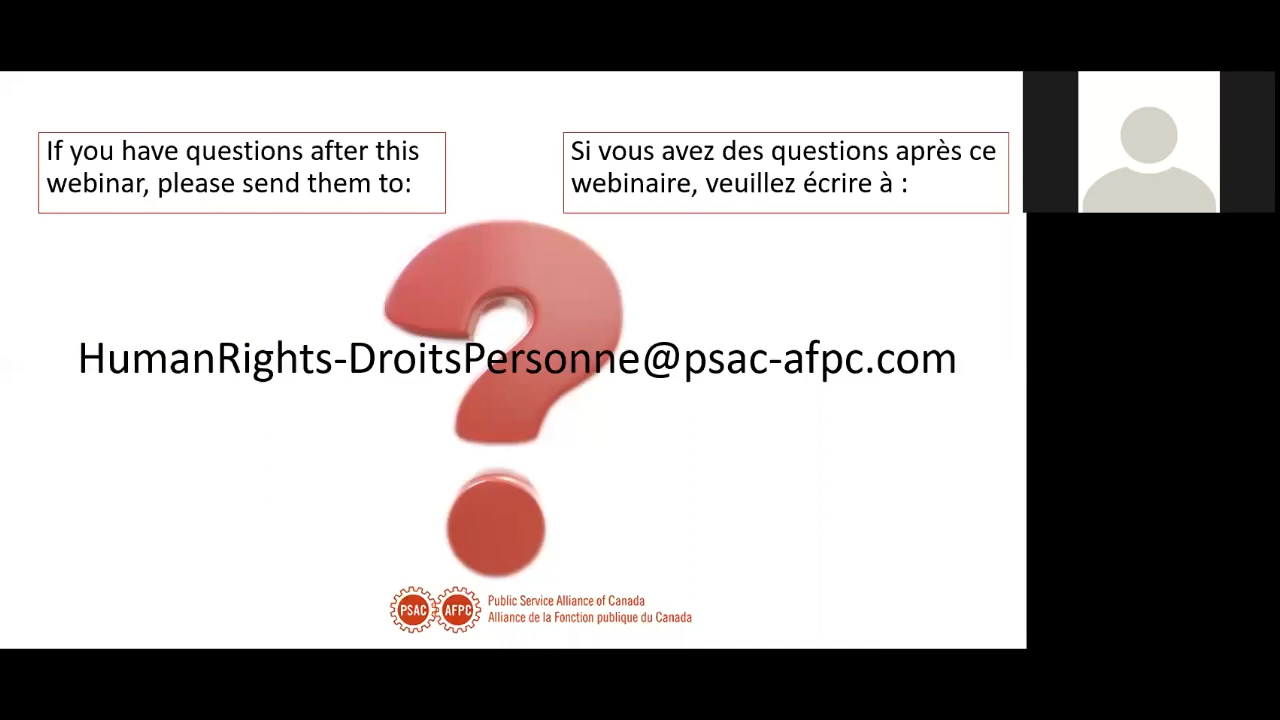 If you have questions after this
webinar, please send them to:
Si vous avez des questions après ce
webinaire, veuillez écrire à :
HumanRights-DroitsPersonne@psac-afpc.com
PSAC AFPC
Public Service Alliance of Canada
Alliance de la Fonction publique du Canada